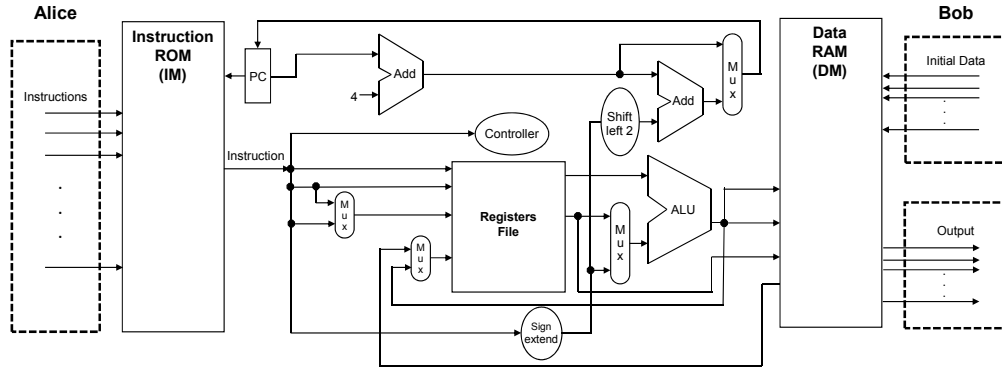 Alice
Instructions
Instruction
ROM
(IM)
PC
4
Add
Shift
left 2
Add
Mux
Controller
Instruction
Mux
Mux
Registers
File
Mux
ALU
Sign
extend
Data
RAM
(DM)
Bob
Initial Data
Output